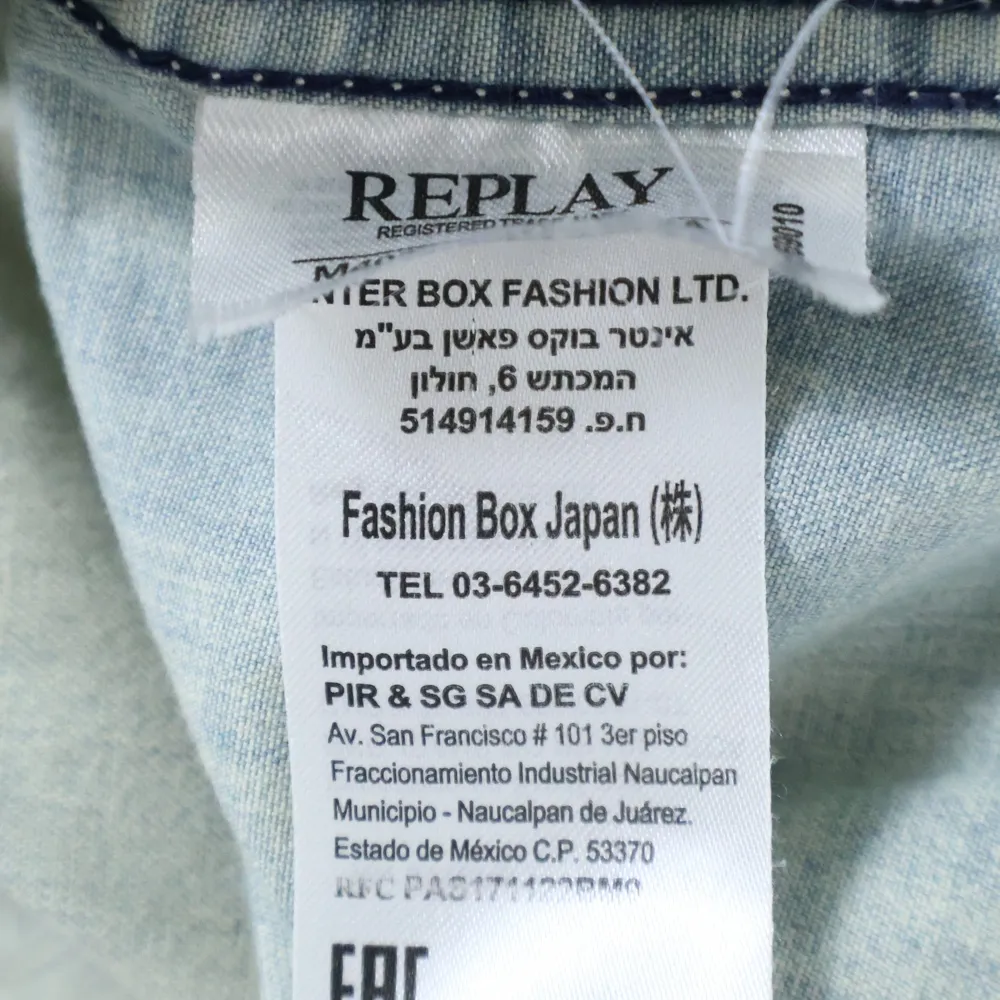 REPLAY
REGISTERED
NTER BOX FASHION LTD.
אינטר בוקס פאשן בע"מ
המכתש 6, חולון
ח.פ. 514914159
Fashion Box Japan (株)
TEL 03-6452-6382
Importado en Mexico por:
PIR & SG SA DE CV
Av. San Francisco # 101 3er piso
Fraccionamiento Industrial Naucalpan
Municipio - Naucalpan de Juárez.
Estado de México C.P. 53370
RFC
EAC